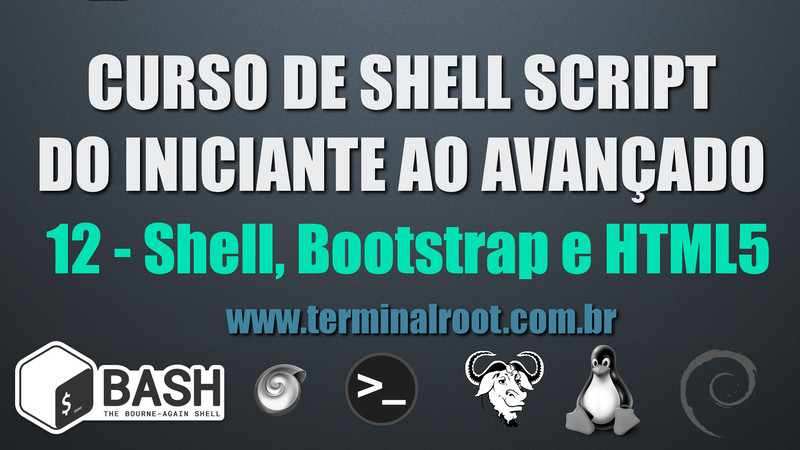 CURSO DE SHELL SCRIPT
DO INICIANTE AO AVANÇADO
12 - Shell, Bootstrap e HTML5
www.terminalroot.com.br
$_
BASH
THE BOURNE-AGAIN SHELL
>_